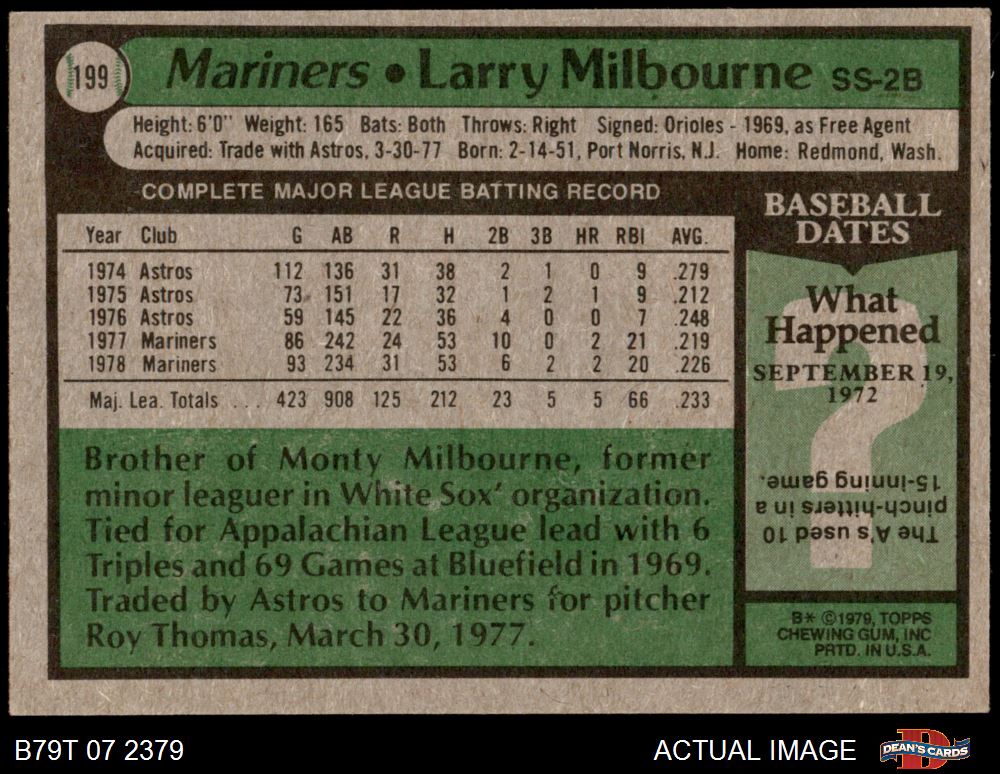 199
Mariners • Larry Milbourne SS-2B
Height: 6'0" Weight: 165 Bats: Both Throws: Right Signed: Orioles - 1969, as Free Agent
Acquired: Trade with Astros, 3-30-77 Born: 2-14-51, Port Norris, N.J. Home: Redmond, Wash.
COMPLETE MAJOR LEAGUE BATTING RECORD
Year Club G AB R H 2B 3B HR RBI AVG.
1974 Astros 112 136 31 38 2 1 0 9 .279
1975 Astros 73 151 17 32 1 2 1 9 .212
1976 Astros 59 145 22 36 4 0 0 7 .248
1977 Mariners 86 242 24 53 10 0 2 21 .219
1978 Mariners 93 234 31 53 6 2 2 20 .226
Maj. Lea. Totals ... 423 908 125 212 23 5 5 66 .233
Brother of Monty Milbourne, former
minor leaguer in White Sox' organization.
Tied for Appalachian League lead with 6
Triples and 69 Games at Bluefield in 1969.
Traded by Astros to Mariners for pitcher
Roy Thomas, March 30, 1977.
BASEBALL
DATES
What
Happened
SEPTEMBER 19,
1972
?
The A's used 10
pinch-hitters in a
15-inning game.
B* ©1979, TOPPS
CHEWING GUM, INC
PRTD. IN U.S.A.
B79T 07 2379
ACTUAL IMAGE
DEAN'S CARDS